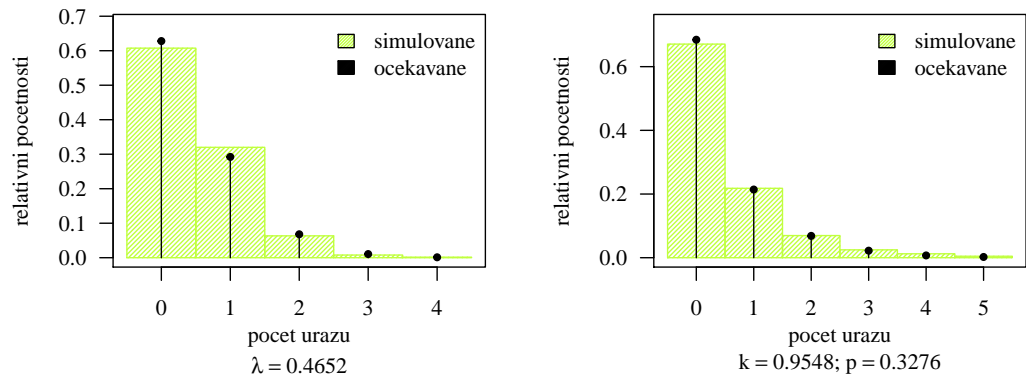 relativni pocetnosti
0.7
0.6
0.5
0.4
0.3
0.2
0.1
0.0
simulovane
ocekavane
0 1 2 3 4
pocet urazu
λ = 0.4652
relativni pocetnosti
0.6
0.4
0.2
0.0
simulovane
ocekavane
0 1 2 3 4 5
pocet urazu
k = 0.9548; p = 0.3276